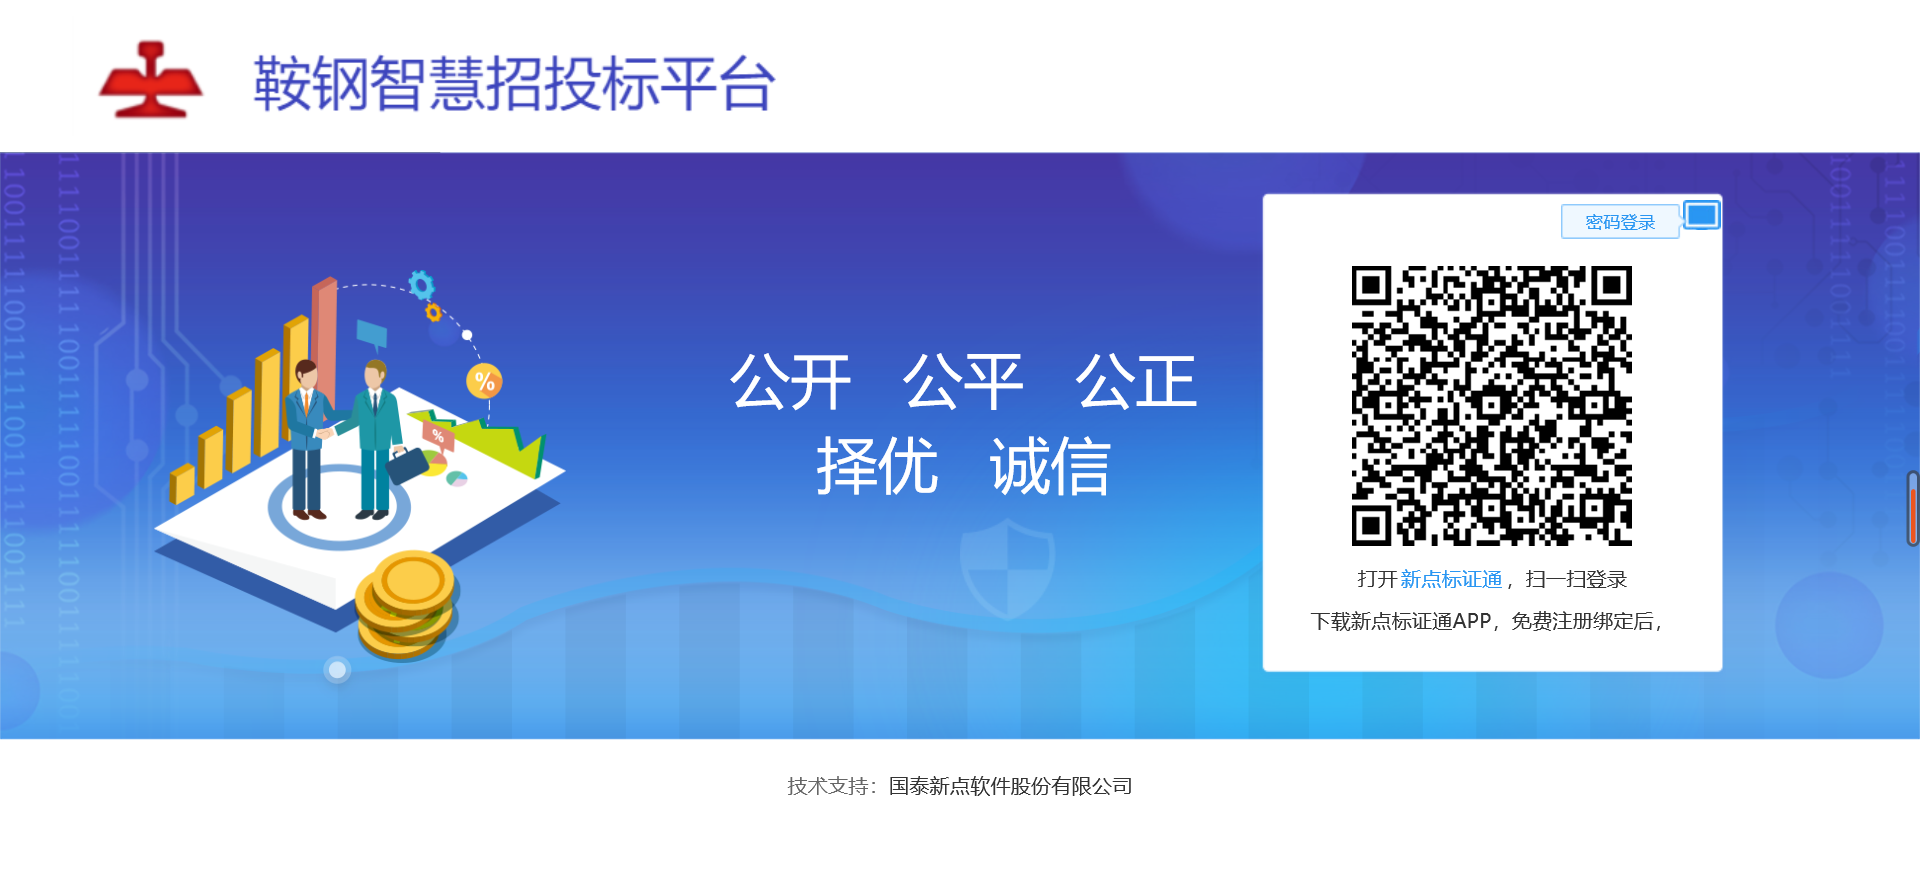 鞍钢智慧招投标平台
密码登录
公开 公平 公正
择优 诚信
%
%
打开新点标证通，扫一扫登录
下载新点标证通APP，免费注册绑定后，
技术支持：国泰新点软件股份有限公司